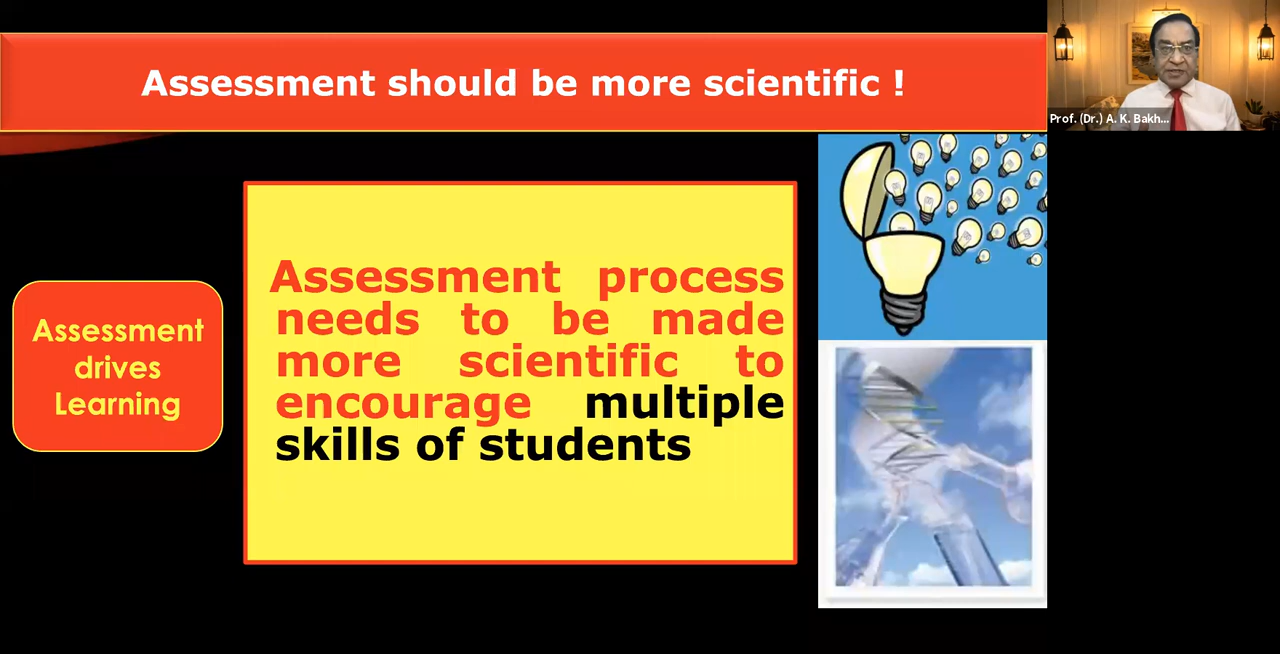 Assessment should be more scientific !
Prof. (Dr.) A. K. Bakh...
Assessment
drives
Learning
Assessment process
needs to be made
more scientific to
encourage multiple
skills of students